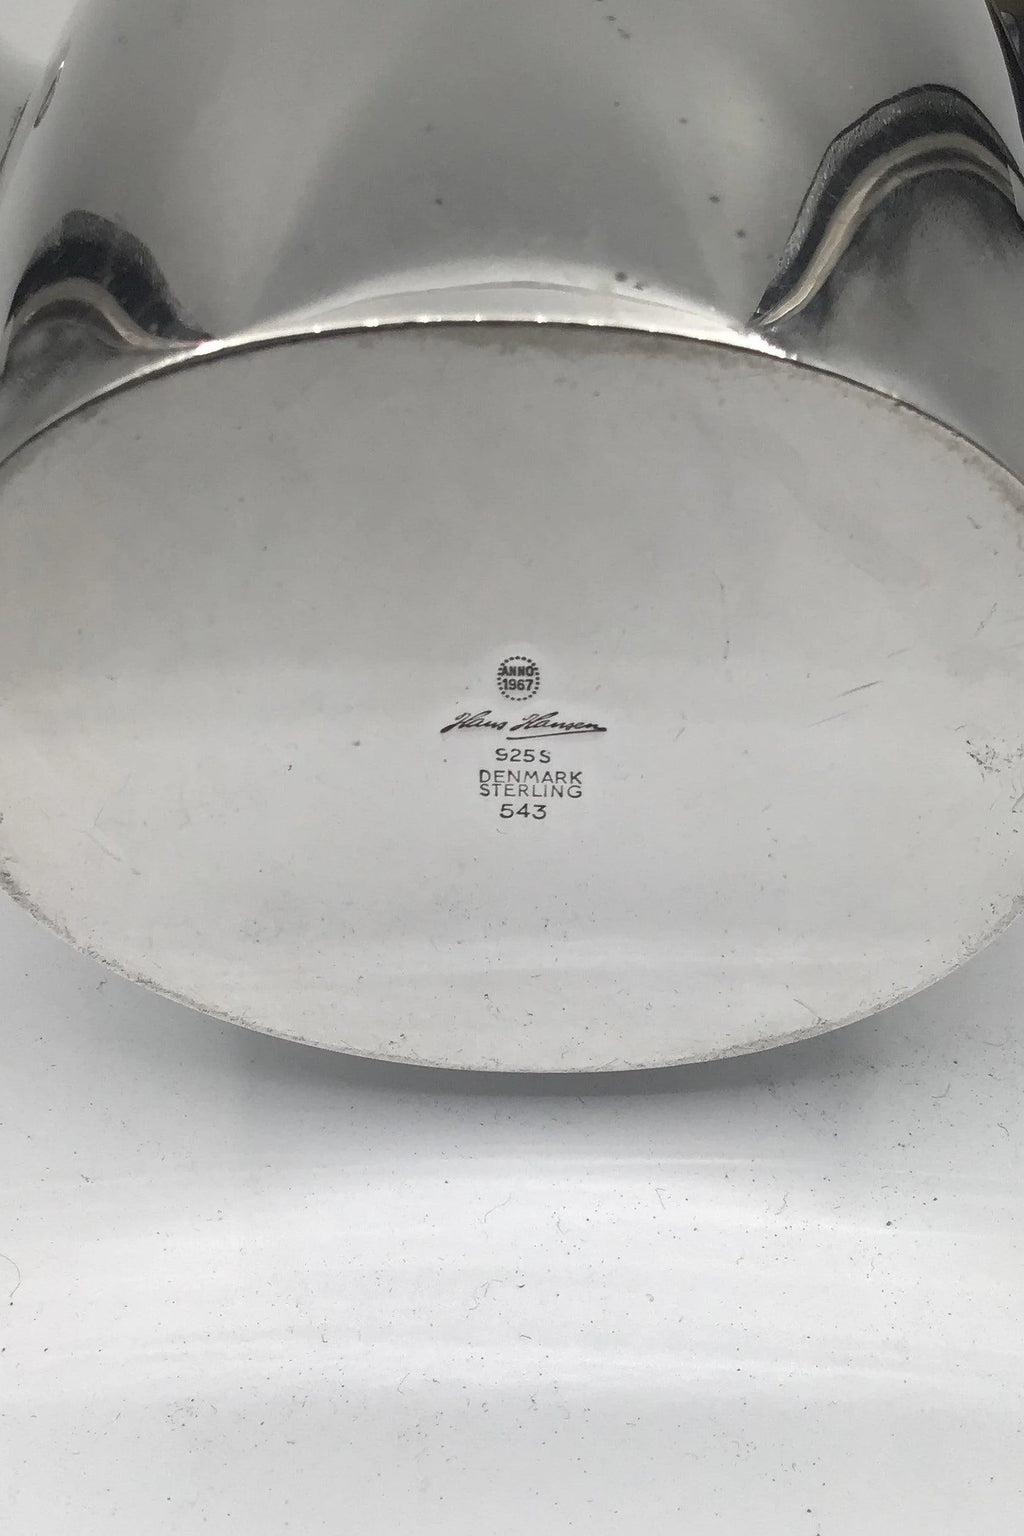 ANNO
1967
Hans Hansen
925S
DENMARK
STERLING
543